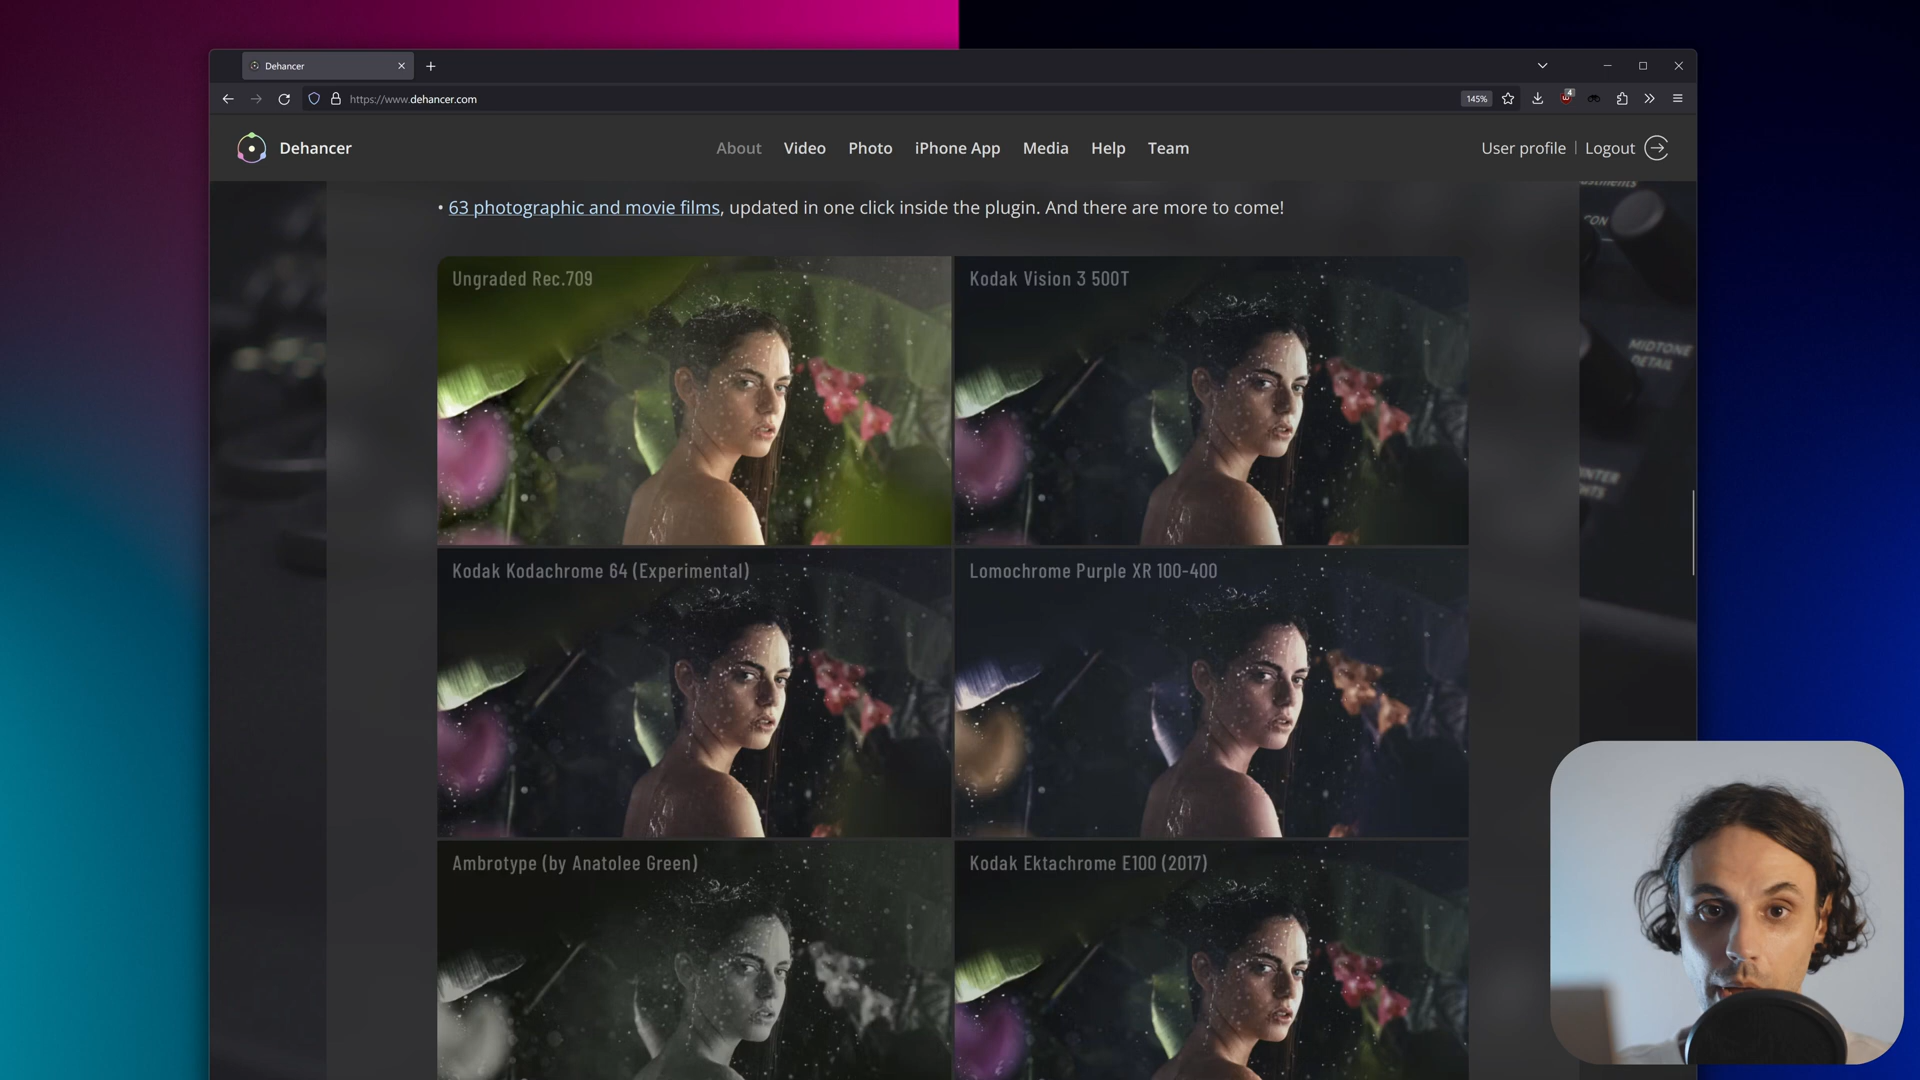 Dehancer
https://www.dehancer.com
145%
4
Dehancer
About Video Photo iPhone App Media Help Team
User profile | Logout
• 63 photographic and movie films, updated in one click inside the plugin. And there are more to come!
Ungraded Rec.709
Kodak Vision 3 500T
MIDTONE
DETAIL
Kodak Kodachrome 64 (Experimental)
Lomochrome Purple XR 100-400
Ambrotype (by Anatolee Green)
Kodak Ektachrome E100 (2017)